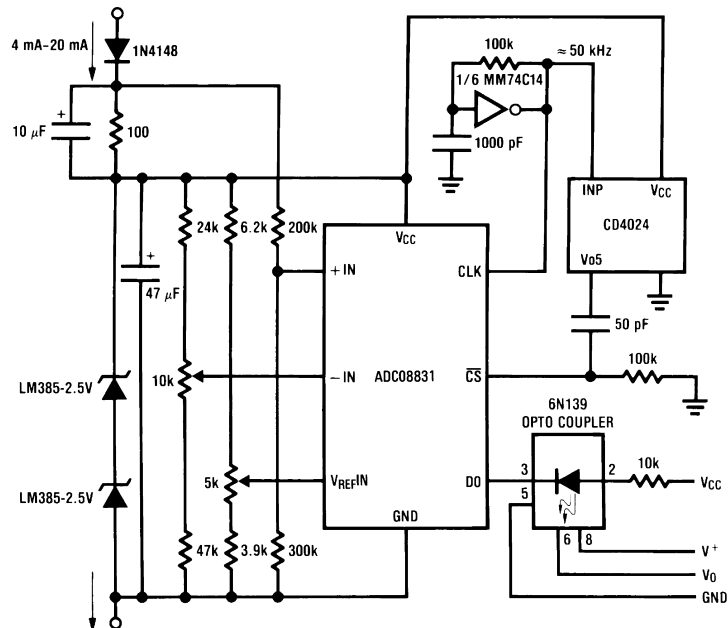 4 mA–20 mA
1N4148
100k
≈ 50 kHz
1/6 MM74C14
10 μF
+
100
1000 pF
INP
VCC
CD4024
Vo5
24k
6.2k
200k
VCC
+
47 μF
+IN
CLK
50 pF
10k
−IN
ADC08831
CS
100k
LM385-2.5V
6N139
OPTO COUPLER
LM385-2.5V
5k
VREFIN
DO
3
2
10k
VCC
5
GND
6
8
47k
3.9k
300k
V+
VO
GND